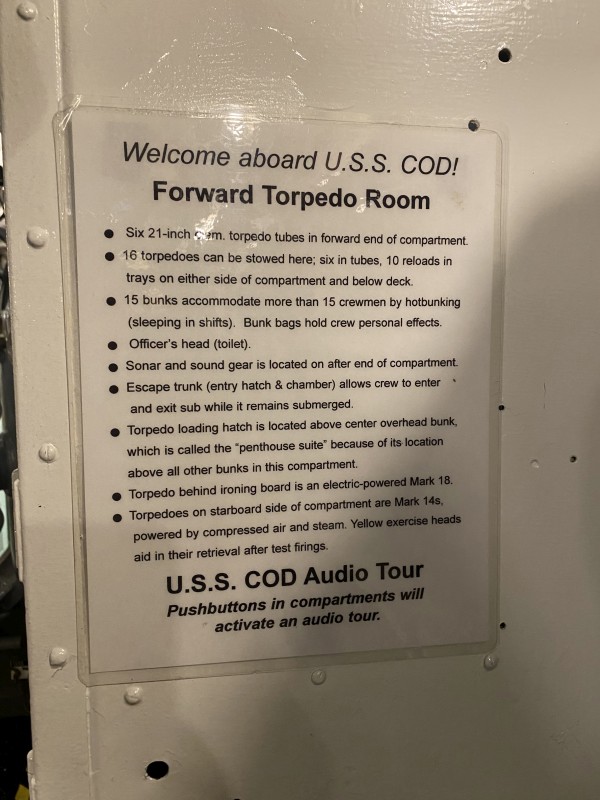 Welcome aboard U.S.S. COD!
Forward Torpedo Room
● Six 21-inch torpedo tubes in forward end of compartment.
● 16 torpedoes can be stowed here; six in tubes, 10 reloads in
trays on either side of compartment and below deck.
● 15 bunks accommodate more than 15 crewmen by hotbunking
(sleeping in shifts). Bunk bags hold crew personal effects.
● Officer's head (toilet).
● Sonar and sound gear is located on after end of compartment.
● Escape trunk (entry hatch & chamber) allows crew to enter
and exit sub while it remains submerged.
● Torpedo loading hatch is located above center overhead bunk,
which is called the "penthouse suite" because of its location
above all other bunks in this compartment.
● Torpedo behind ironing board is an electric-powered Mark 18.
● Torpedoes on starboard side of compartment are Mark 14s,
powered by compressed air and steam. Yellow exercise heads
aid in their retrieval after test firings.
U.S.S. COD Audio Tour
Pushbuttons in compartments will
activate an audio tour.